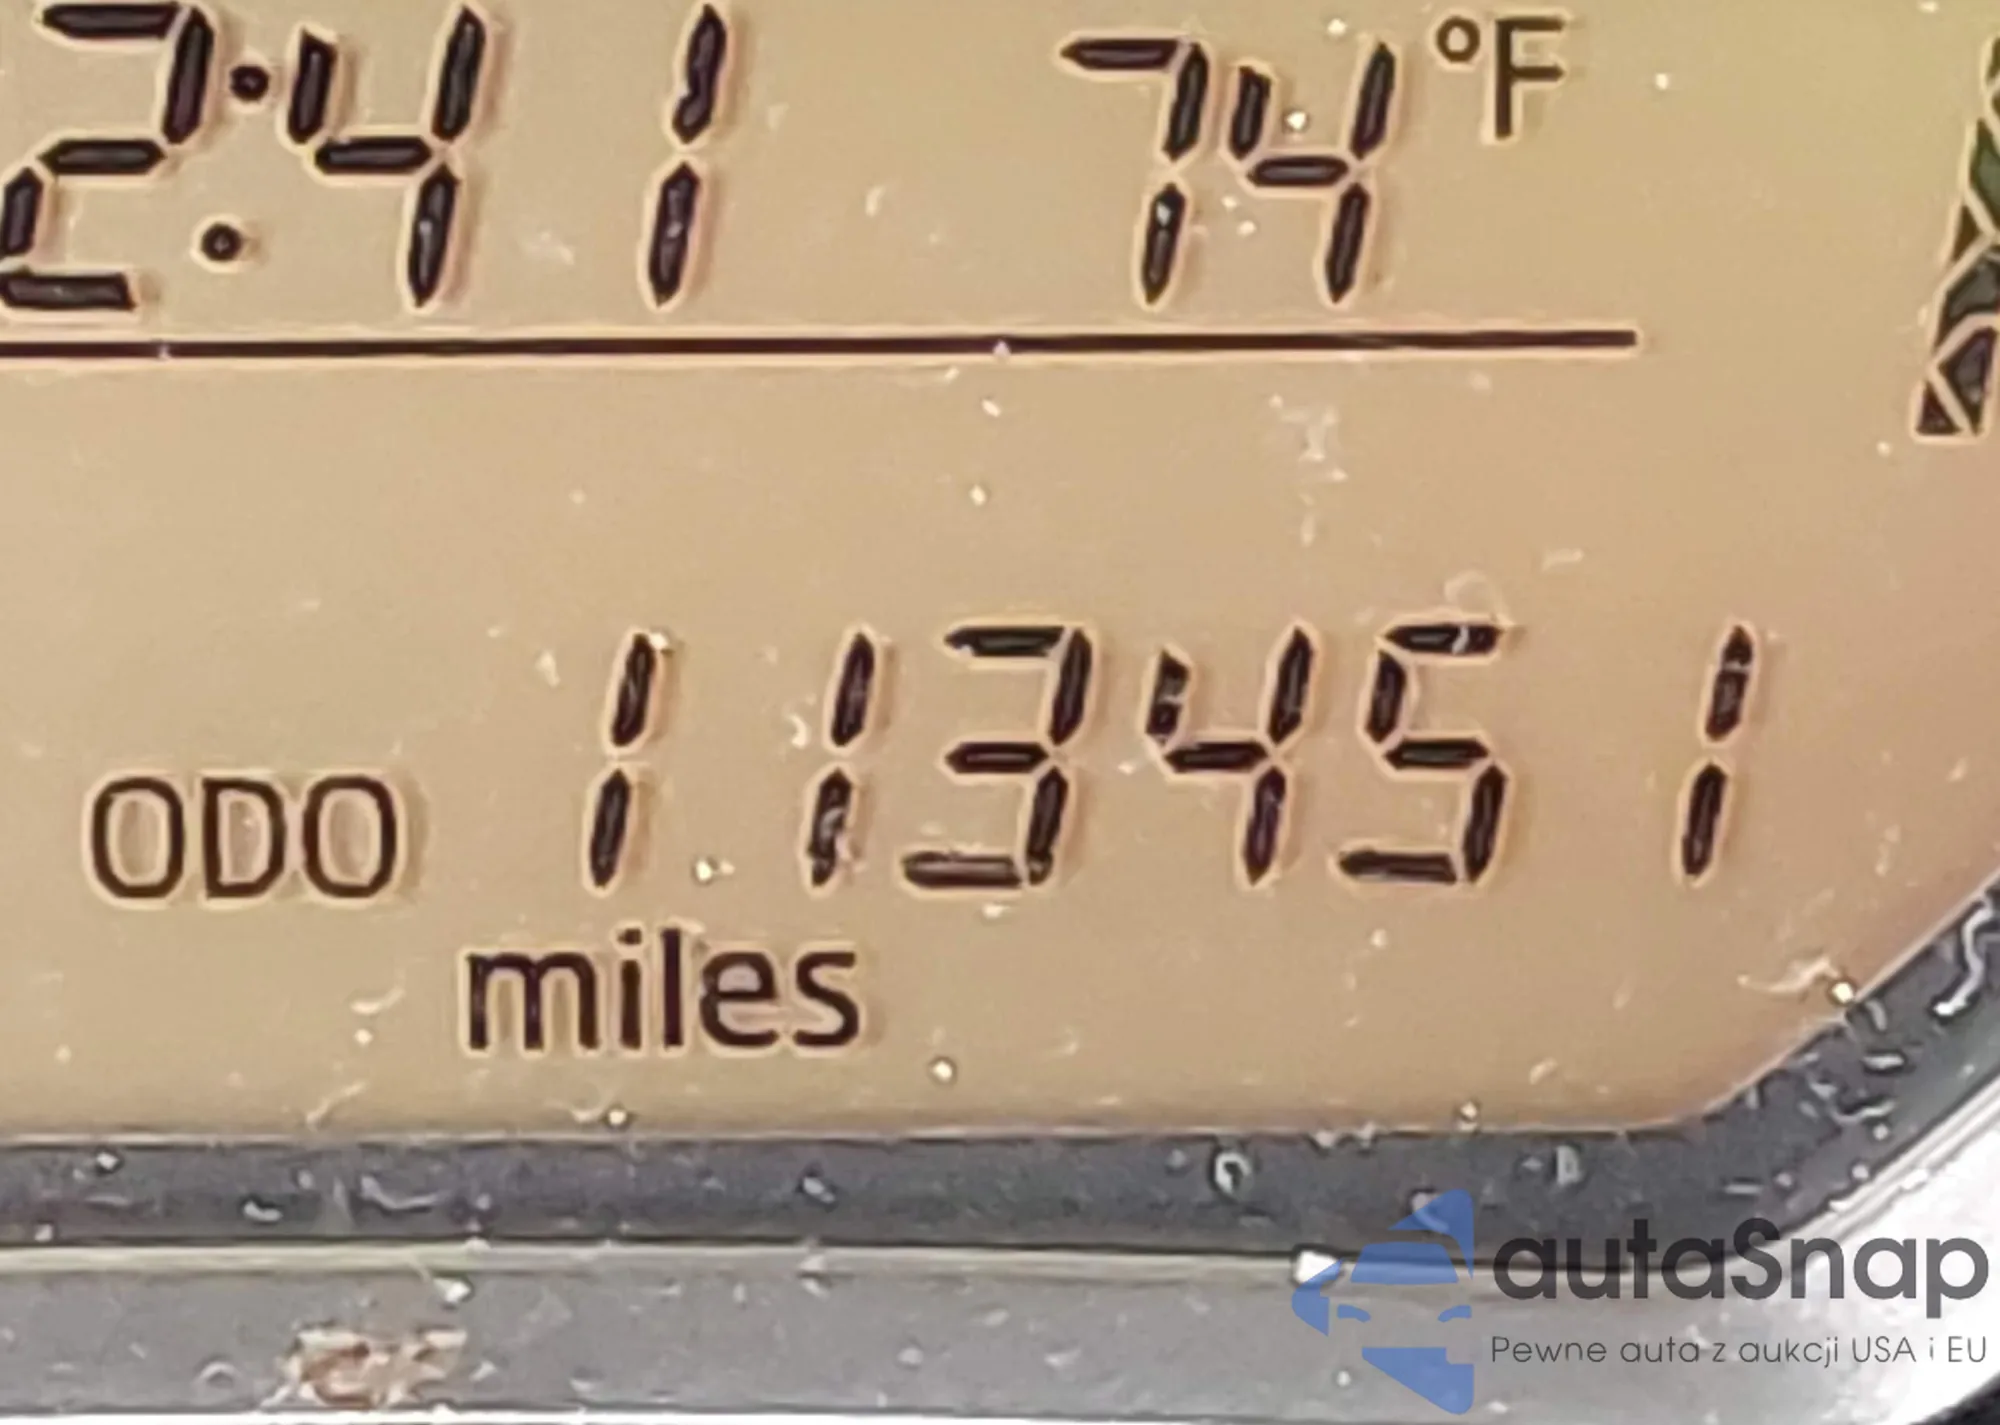 2:41 74°F
ODO 113451
miles
autaSnap
Pewne auta z aukcji USA i EU